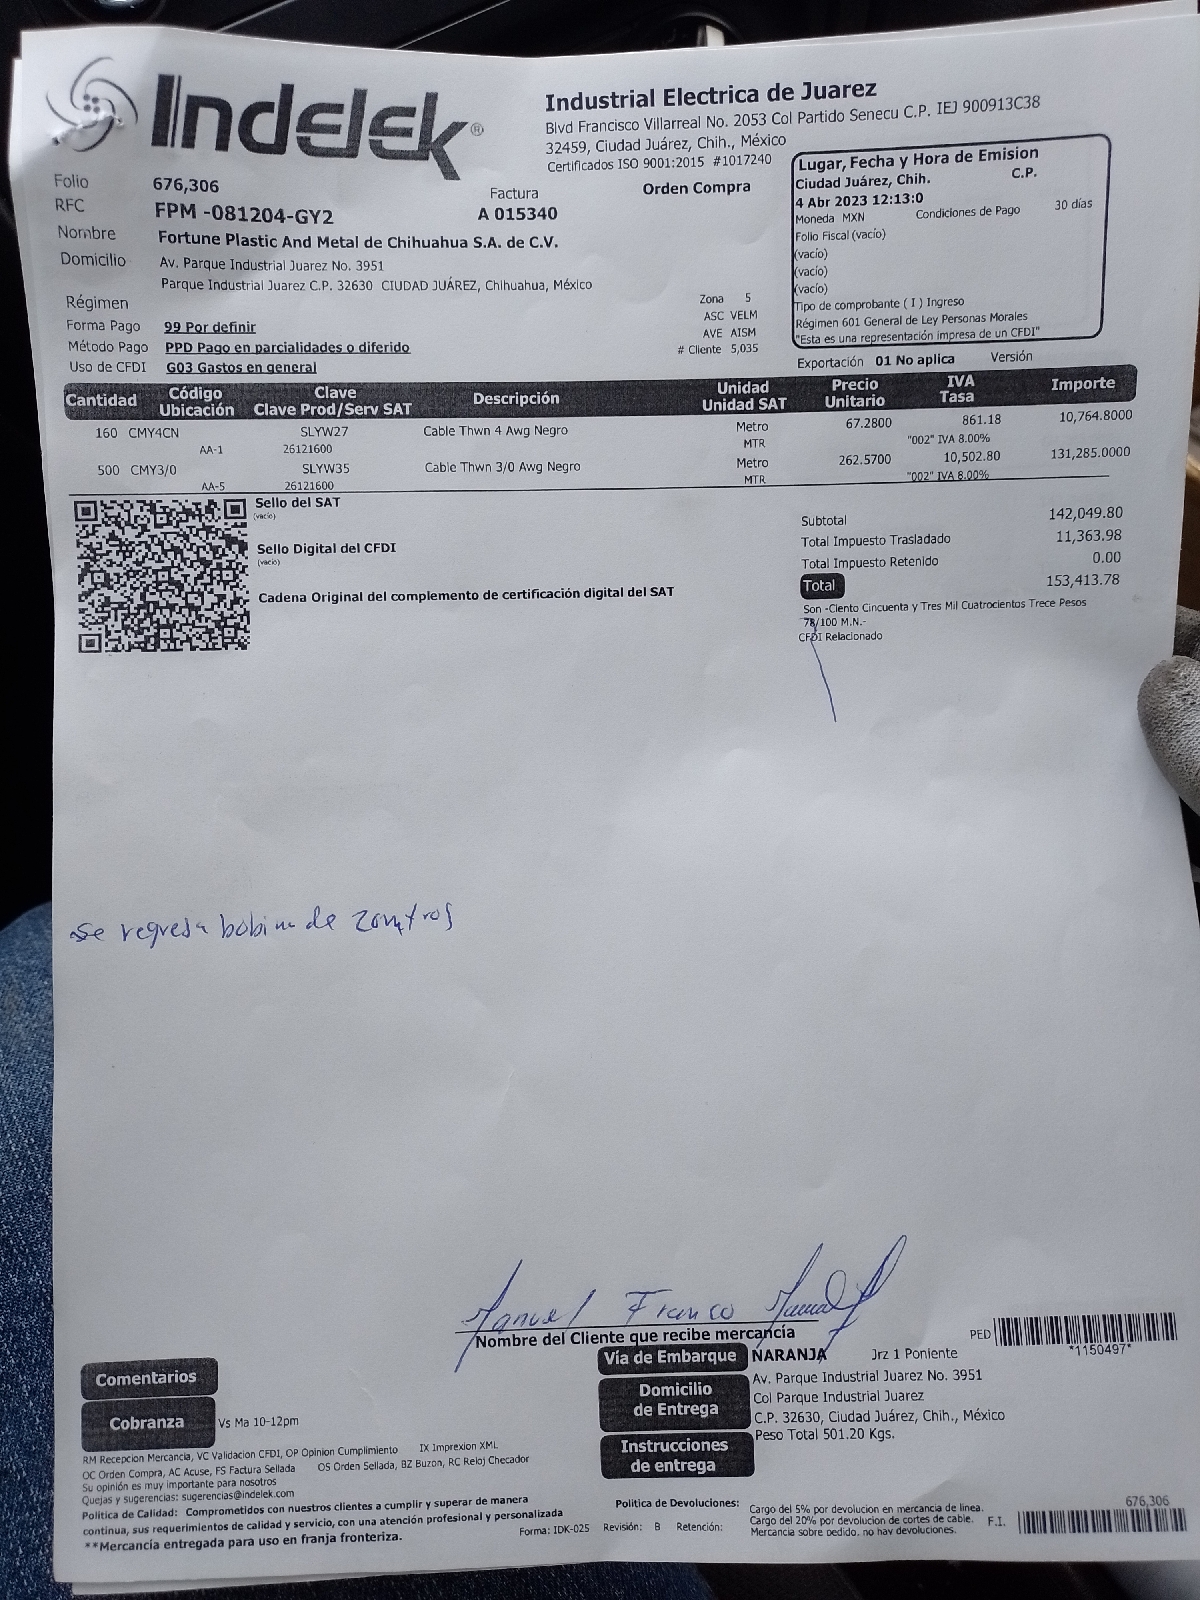 Indelek®
Industrial Electrica de Juarez
Blvd Francisco Villarreal No. 2053 Col Partido Senecu C.P. IEJ 900913C38
32459, Ciudad Juárez, Chih., México
Certificados ISO 9001:2015 #1017240
Folio 676,306
RFC FPM -081204-GY2
Factura
A 015340
Orden Compra
Nombre Fortune Plastic And Metal de Chihuahua S.A. de C.V.
Domicilio Av. Parque Industrial Juarez No. 3951
Parque Industrial Juarez C.P. 32630 CIUDAD JUÁREZ, Chihuahua, México
Régimen
Forma Pago 99 Por definir
Método Pago PPD Pago en parcialidades o diferido
Uso de CFDI G03 Gastos en general
Zona 5
ASC VELM
AVE AISM
# Cliente 5,035
Lugar, Fecha y Hora de Emision
Ciudad Juárez, Chih. C.P.
4 Abr 2023 12:13:0
Moneda MXN Condiciones de Pago 30 días
Folio Fiscal (vacío)
(vacío)
(vacío)
(vacío)
Tipo de comprobante ( I ) Ingreso
Régimen 601 General de Ley Personas Morales
"Esta es una representación impresa de un CFDI"
Exportación 01 No aplica Versión
Cantidad Código Ubicación Clave Clave Prod/Serv SAT Descripción Unidad Unidad SAT Precio Unitario IVA Tasa Importe
160 CMY4CN SLYW27 Cable Thwn 4 Awg Negro Metro 67.2800 861.18 10,764.8000
AA-1 26121600 MTR "002" IVA 8.00%
500 CMY3/0 SLYW35 Cable Thwn 3/0 Awg Negro Metro 262.5700 10,502.80 131,285.0000
AA-5 26121600 MTR "002" IVA 8.00%
Sello del SAT
(vacío)
Sello Digital del CFDI
(vacío)
Cadena Original del complemento de certificación digital del SAT
Subtotal 142,049.80
Total Impuesto Trasladado 11,363.98
Total Impuesto Retenido 0.00
Total 153,413.78
Son -Ciento Cincuenta y Tres Mil Cuatrocientos Trece Pesos
78/100 M.N.-
CFDI Relacionado
se regresa bobina de
Manuel Franco
Nombre del Cliente que recibe mercancía
PED *1150497*
Vía de Embarque NARANJA Jrz 1 Poniente
Domicilio de Entrega
Av. Parque Industrial Juarez No. 3951
Col Parque Industrial Juarez
C.P. 32630, Ciudad Juárez, Chih., México
Peso Total 501.20 Kgs.
Instrucciones de entrega
Comentarios
Cobranza Vs Ma 10-12pm
RM Recepcion Mercancia, VC Validacion CFDI, OP Opinion Cumplimiento IX Imprexion XML
OC Orden Compra, AC Acuse, FS Factura Sellada OS Orden Sellada, BZ Buzon, RC Reloj Checador
Su opinión es muy importante para nosotros
Quejas y sugerencias: sugerencias@indelek.com
Politica de Calidad: Comprometidos con nuestros clientes a cumplir y superar de manera
continua, sus requerimientos de calidad y servicio, con una atención profesional y personalizada
**Mercancía entregada para uso en franja fronteriza.
Forma: IDK-025 Revisión: B Retención:
Politica de Devoluciones: Cargo del 5% por devolucion en mercancia de linea.
Cargo del 20% por devolucion de cortes de cable.
Mercancia sobre pedido, no hay devoluciones.
F.I. 676,306